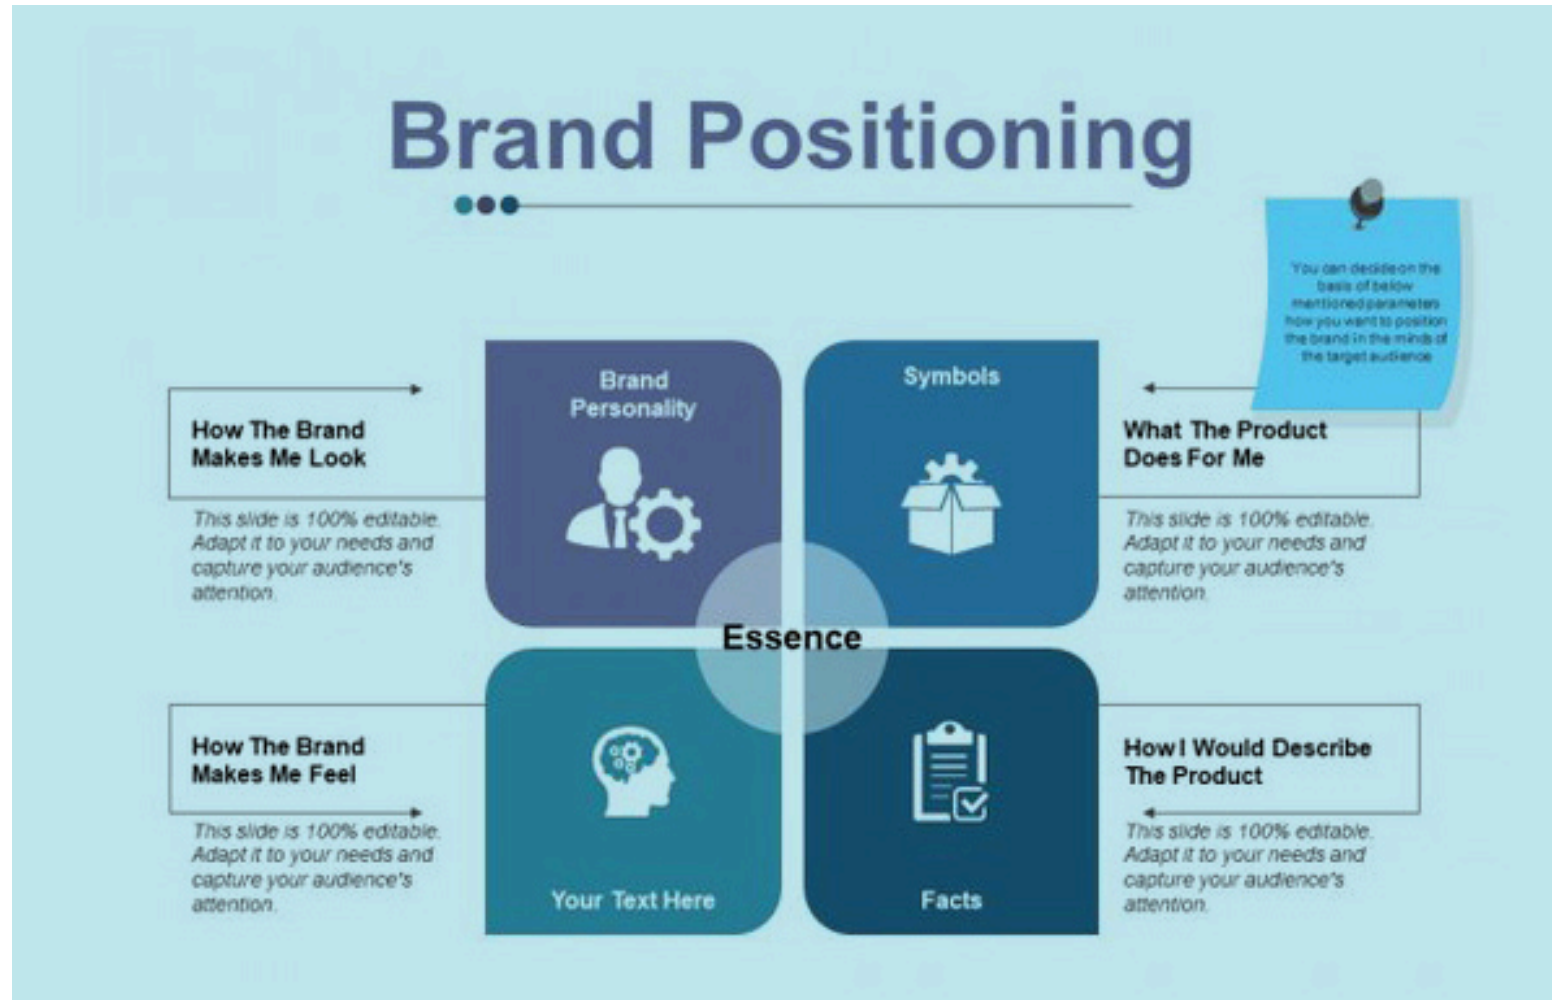 Brand Positioning
You can decide on the
basis of below
mentioned parameters
how you want to position
the brand in the minds of
the target audience
How The Brand
Makes Me Look
This slide is 100% editable.
Adapt it to your needs and
capture your audience's
attention.
Brand
Personality
Symbols
What The Product
Does For Me
This slide is 100% editable.
Adapt it to your needs and
capture your audience's
attention.
Essence
How The Brand
Makes Me Feel
This slide is 100% editable.
Adapt it to your needs and
capture your audience's
attention.
Your Text Here
Facts
How I Would Describe
The Product
This slide is 100% editable.
Adapt it to your needs and
capture your audience's
attention.